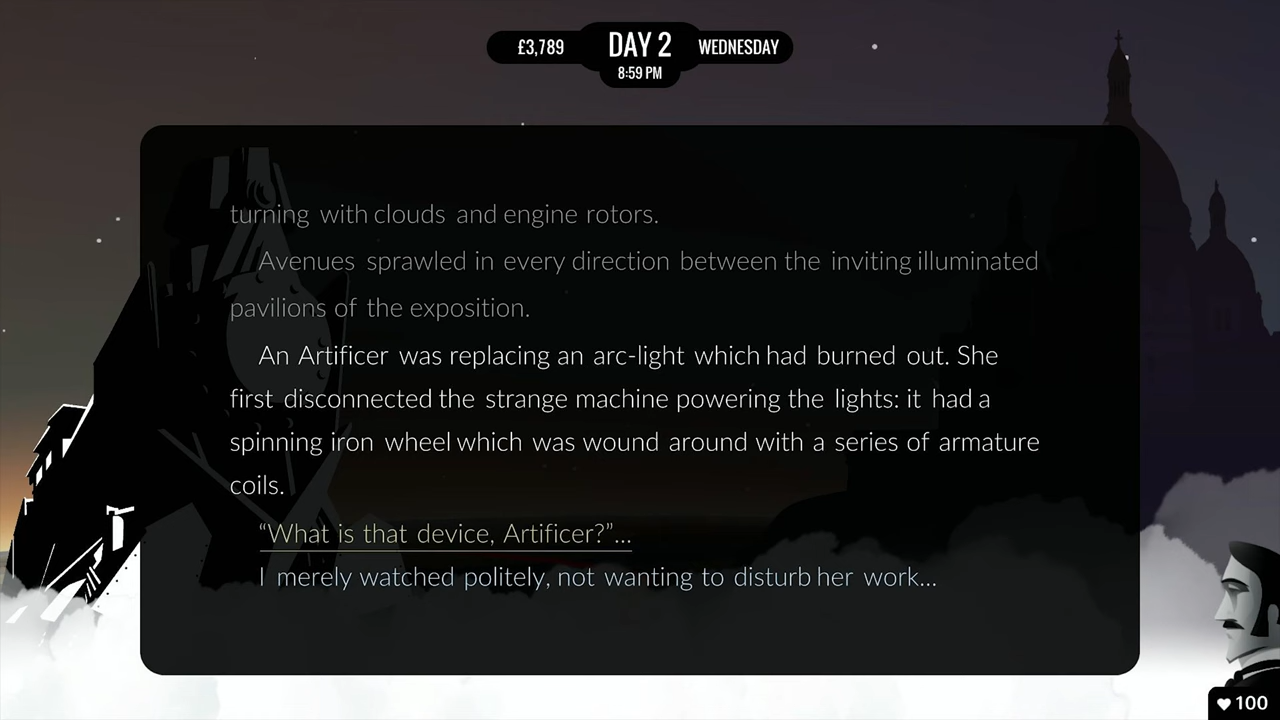 £3,789
DAY 2
WEDNESDAY
8:59 PM
turning with clouds and engine rotors.
Avenues sprawled in every direction between the inviting illuminated
pavilions of the exposition.
An Artificer was replacing an arc-light which had burned out. She
first disconnected the strange machine powering the lights: it had a
spinning iron wheel which was wound around with a series of armature
coils.
“What is that device, Artificer?”...
I merely watched politely, not wanting to disturb her work...
100